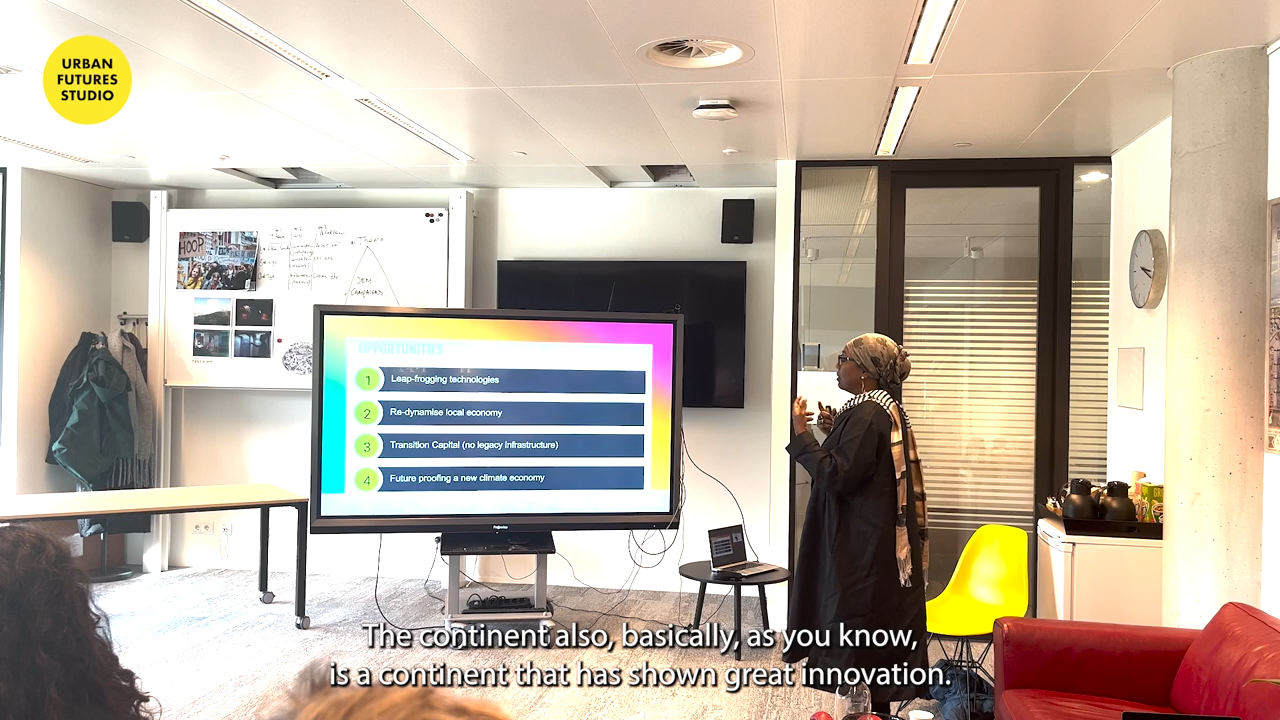 URBAN
FUTURES
STUDIO
HOOP
OPPORTUNITIES
1 Leap-frogging technologies
2 Re-dynamise local economy
3 Transition Capital (no legacy infrastructure)
4 Future proofing a new climate economy
The continent also, basically, as you know,
is a continent that has shown great innovation.